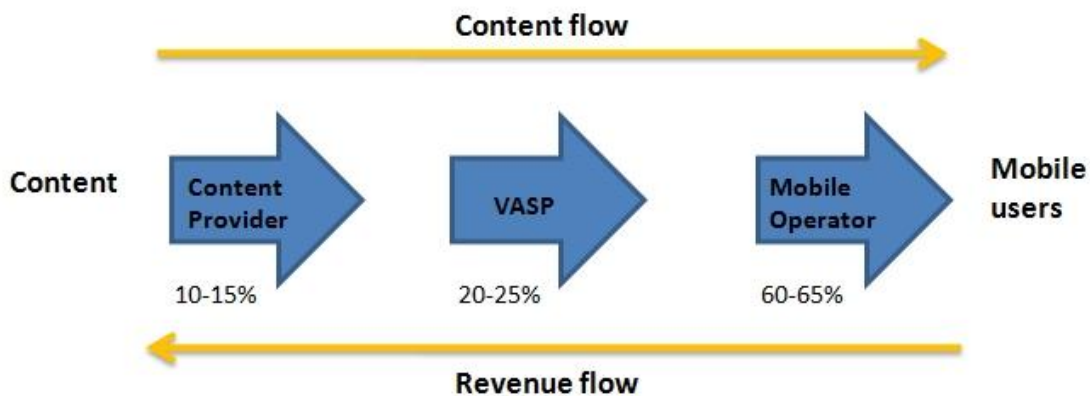 Content flow
Content
Content
Provider
VASP
Mobile
Operator
Mobile
users
10-15%
20-25%
60-65%
Revenue flow